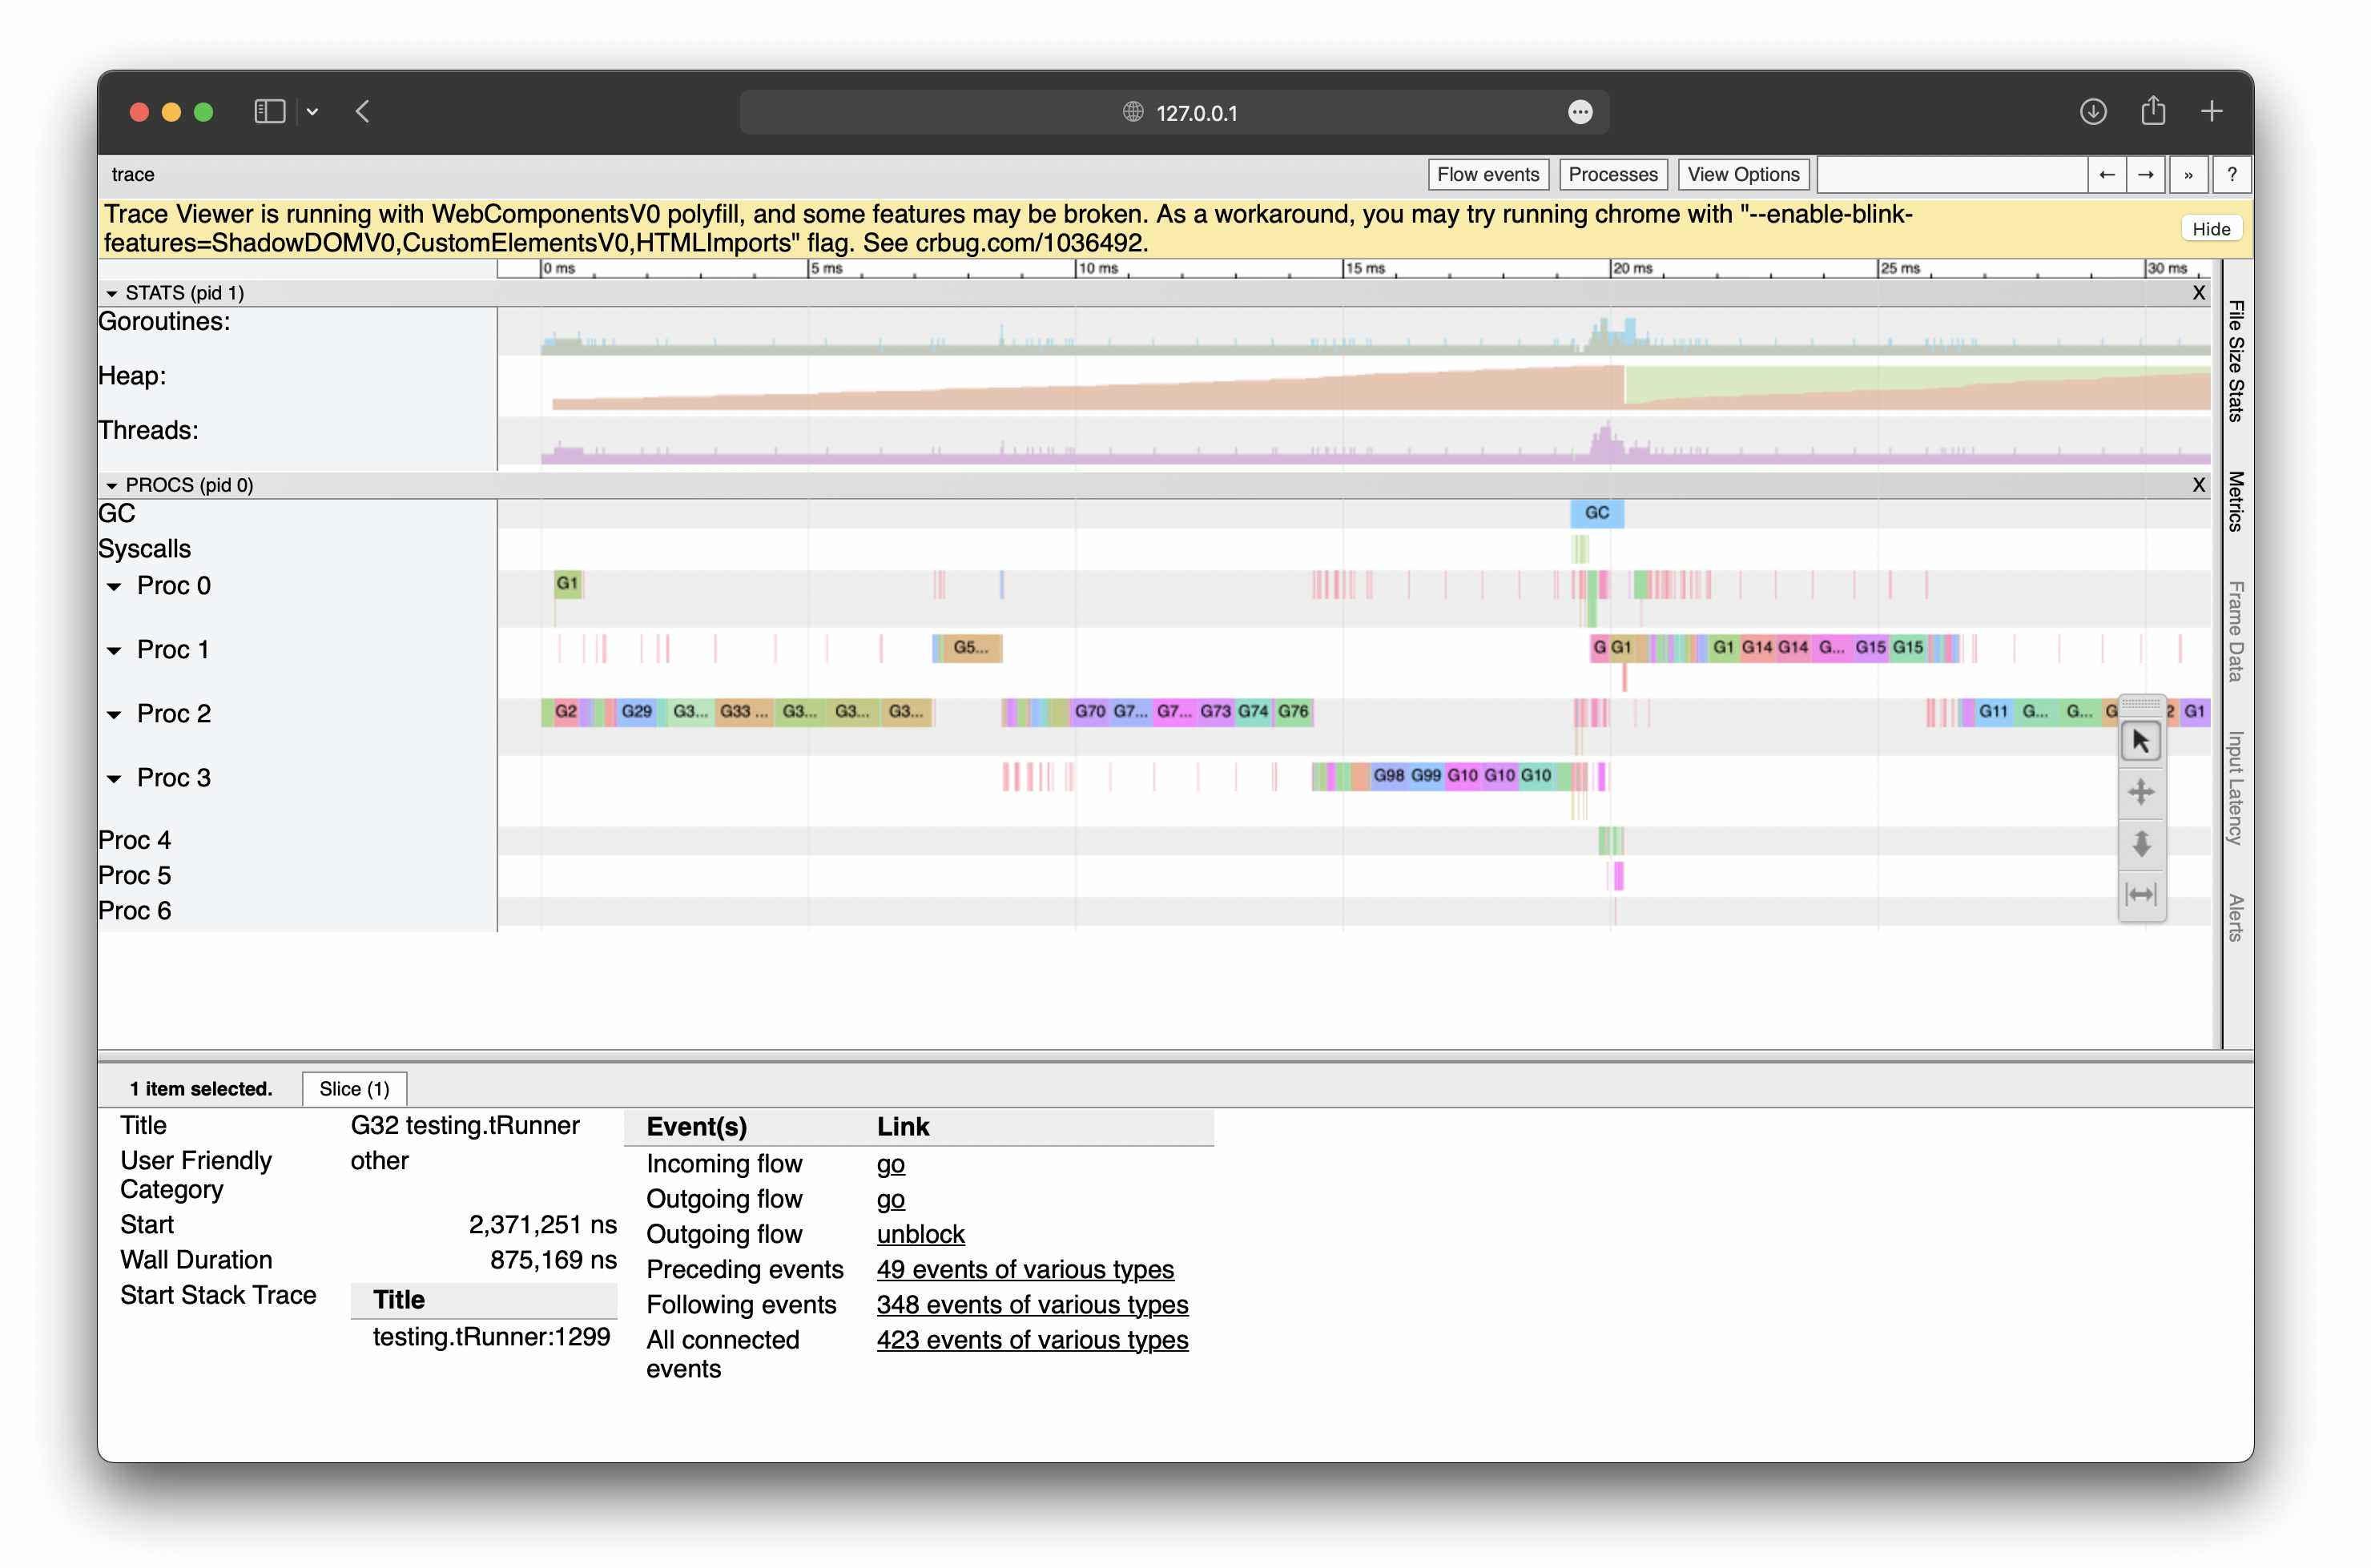 127.0.0.1
trace
Flow events Processes View Options ← → » ?
Trace Viewer is running with WebComponentsV0 polyfill, and some features may be broken. As a workaround, you may try running chrome with "--enable-blink-
features=ShadowDOMV0,CustomElementsV0,HTMLImports" flag. See crbug.com/1036492.
Hide
0 ms 5 ms 10 ms 15 ms 20 ms 25 ms 30 ms
STATS (pid 1) X
Goroutines:
Heap:
Threads:
PROCS (pid 0) X
GC GC
Syscalls
Proc 0 G1
Proc 1 G5... G G1 G1 G14 G14 G... G15 G15
Proc 2 G2 G29 G3... G33 ... G3... G3... G3... G70 G7... G7... G73 G74 G76 G11 G... G... G 2 G1
Proc 3 G98 G99 G10 G10 G10
Proc 4
Proc 5
Proc 6
File Size Stats
Metrics
Frame Data
Input Latency
Alerts
1 item selected. Slice (1)
Title G32 testing.tRunner
User Friendly
Category
other
Start 2,371,251 ns
Wall Duration 875,169 ns
Start Stack Trace Title
testing.tRunner:1299
Event(s) Link
Incoming flow go
Outgoing flow go
Outgoing flow unblock
Preceding events 49 events of various types
Following events 348 events of various types
All connected
events
423 events of various types